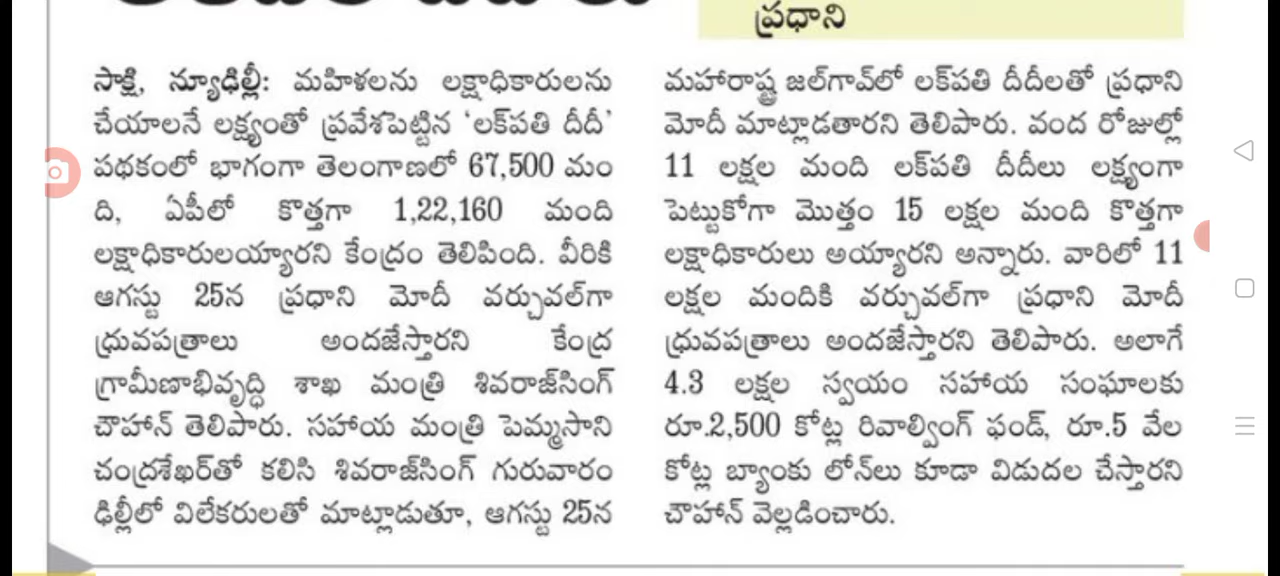 ప్రధాని
సాక్షి, న్యూఢిల్లీ: మహిళలను లక్షాధికారులను
చేయాలనే లక్ష్యంతో ప్రవేశపెట్టిన ‘లక్‌పతి దీదీ’
పథకంలో భాగంగా తెలంగాణలో 67,500 మం
ది, ఏపీలో కొత్తగా 1,22,160 మంది
లక్షాధికారులయ్యారని కేంద్రం తెలిపింది. వీరికి
ఆగస్టు 25న ప్రధాని మోదీ వర్చువల్‌గా
ధ్రువపత్రాలు అందజేస్తారని కేంద్ర
గ్రామీణాభివృద్ధి శాఖ మంత్రి శివరాజ్‌సింగ్
చౌహాన్ తెలిపారు. సహాయ మంత్రి పెమ్మసాని
చంద్రశేఖర్‌తో కలిసి శివరాజ్‌సింగ్ గురువారం
ఢిల్లీలో విలేకరులతో మాట్లాడుతూ, ఆగస్టు 25న
మహారాష్ట్ర జల్‌గావ్‌లో లక్‌పతి దీదీలతో ప్రధాని
మోదీ మాట్లాడతారని తెలిపారు. వంద రోజుల్లో
11 లక్షల మంది లక్‌పతి దీదీలు లక్ష్యంగా
పెట్టుకోగా మొత్తం 15 లక్షల మంది కొత్తగా
లక్షాధికారులు అయ్యారని అన్నారు. వారిలో 11
లక్షల మందికి వర్చువల్‌గా ప్రధాని మోదీ
ధ్రువపత్రాలు అందజేస్తారని తెలిపారు. అలాగే
4.3 లక్షల స్వయం సహాయ సంఘాలకు
రూ.2,500 కోట్ల రివాల్వింగ్ ఫండ్, రూ.5 వేల
కోట్ల బ్యాంకు లోన్‌లు కూడా విడుదల చేస్తారని
చౌహాన్ వెల్లడించారు.